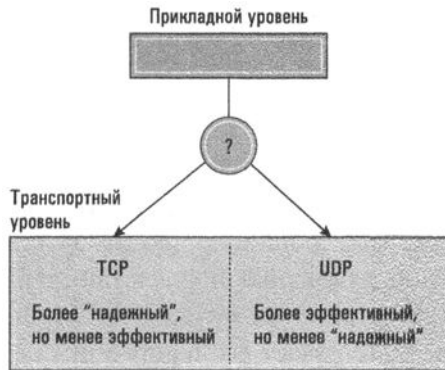 Прикладной уровень
?
Транспортный
уровень
TCP
UDP
Более "надежный",
но менее эффективный
Более эффективный,
но менее "надежный"